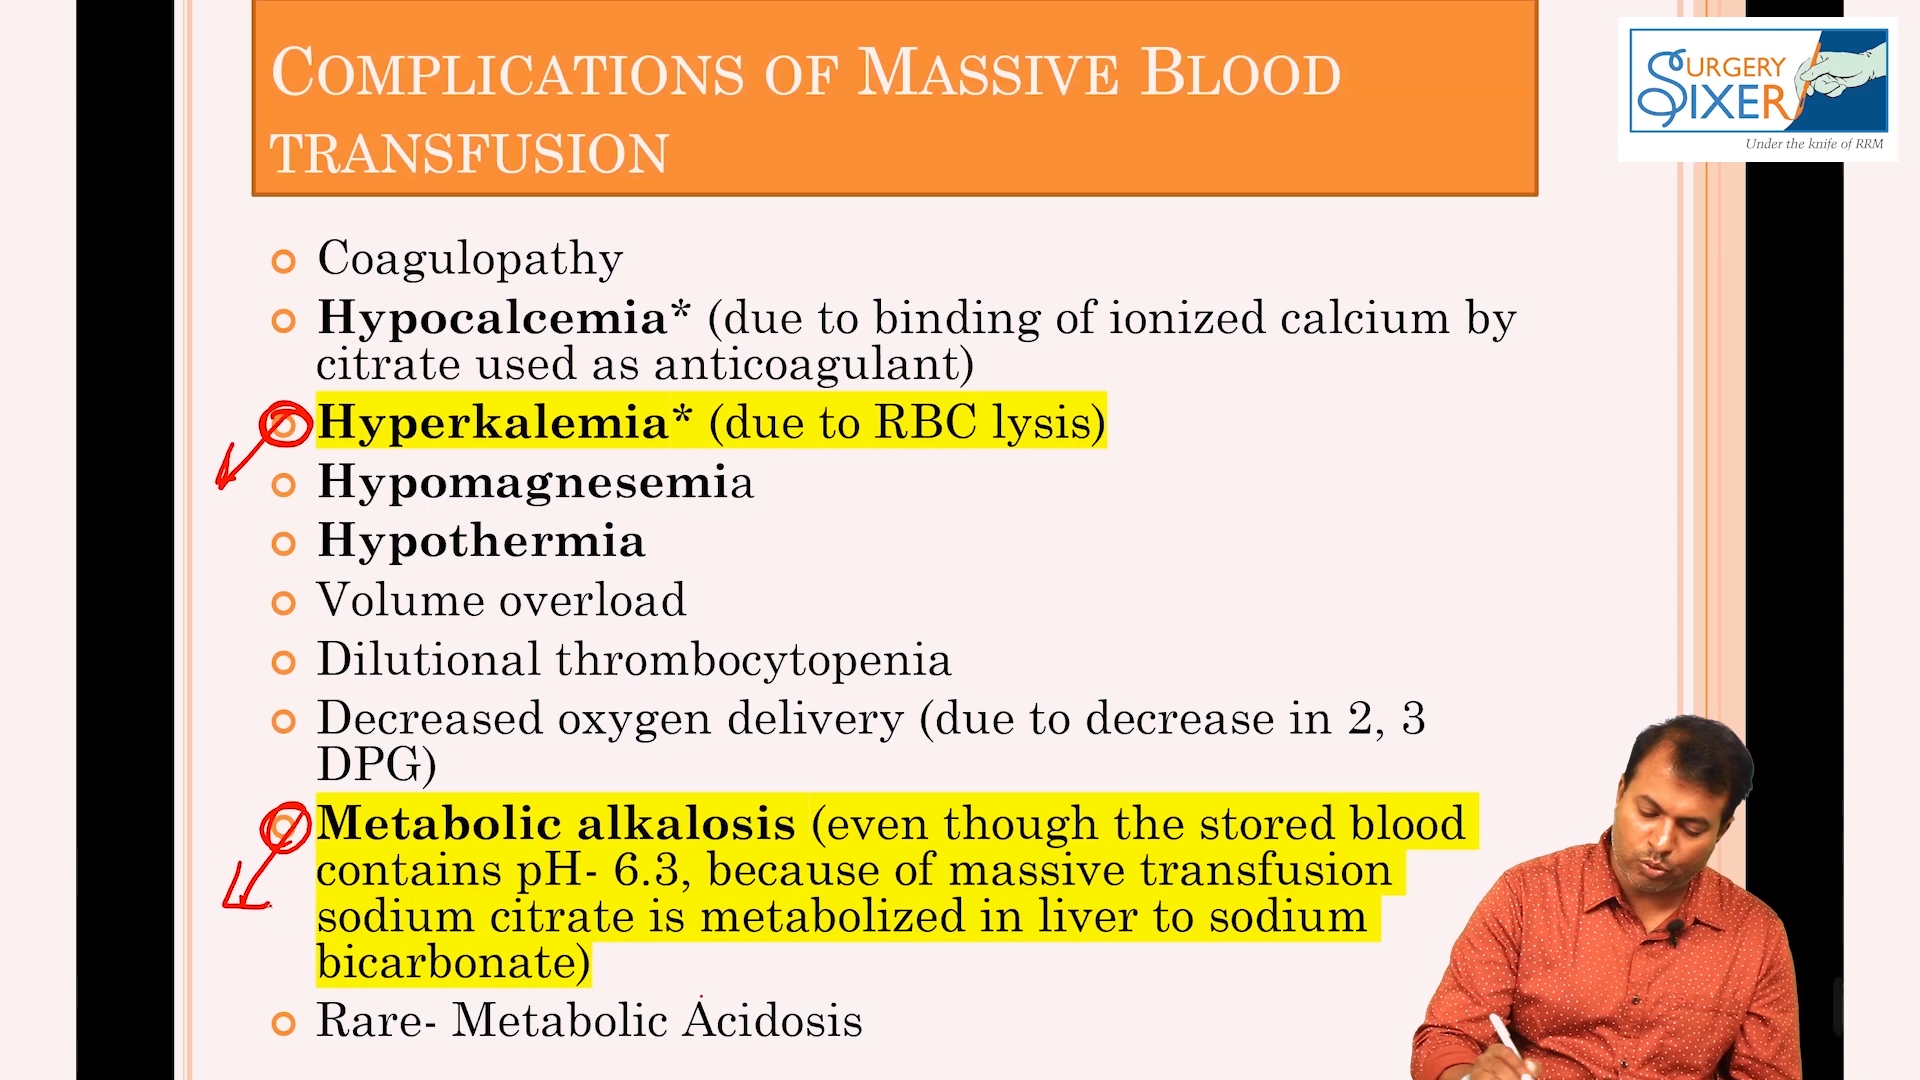 COMPLICATIONS OF MASSIVE BLOOD
TRANSFUSION
SURGERY
SIXER
Under the knife of RRM
Coagulopathy
Hypocalcemia* (due to binding of ionized calcium by
citrate used as anticoagulant)
Hyperkalemia* (due to RBC lysis)
Hypomagnesemia
Hypothermia
Volume overload
Dilutional thrombocytopenia
Decreased oxygen delivery (due to decrease in 2, 3
DPG)
Metabolic alkalosis (even though the stored blood
contains pH- 6.3, because of massive transfusion
sodium citrate is metabolized in liver to sodium
bicarbonate)
Rare- Metabolic Acidosis